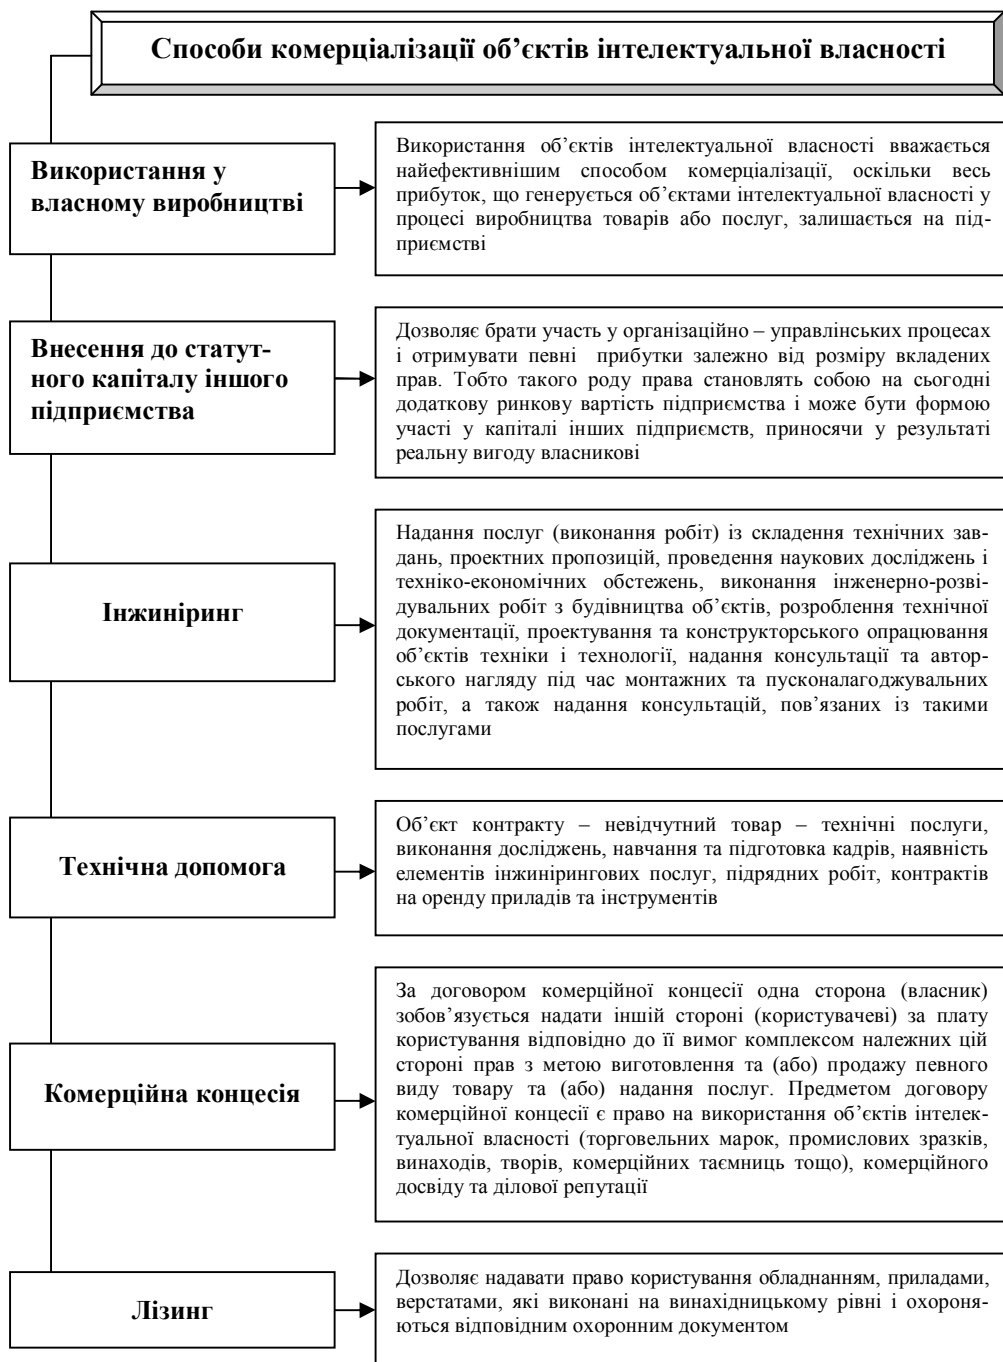 Способи комерціалізації об’єктів інтелектуальної власності
Використання у
власному виробництві
Використання об’єктів інтелектуальної власності вважається
найефективнішим способом комерціалізації, оскільки весь
прибуток, що генерується об’єктами інтелектуальної власності у
процесі виробництва товарів або послуг, залишається на під-
приємстві
Внесення до статут-
ного капіталу іншого
підприємства
Дозволяє брати участь у організаційно – управлінських процесах
і отримувати певні прибутки залежно від розміру вкладених
прав. Тобто такого роду права становлять собою на сьогодні
додаткову ринкову вартість підприємства і може бути формою
участі у капіталі інших підприємств, приносячи у результаті
реальну вигоду власникові
Інжиніринг
Надання послуг (виконання робіт) із складення технічних зав-
дань, проектних пропозицій, проведення наукових досліджень і
техніко-економічних обстежень, виконання інженерно-розві-
дувальних робіт з будівництва об’єктів, розроблення технічної
документації, проектування та конструкторського опрацювання
об’єктів техніки і технології, надання консультації та автор-
ського нагляду під час монтажних та пусконалагоджувальних
робіт, а також надання консультацій, пов’язаних із такими
послугами
Технічна допомога
Об’єкт контракту – невідчутний товар – технічні послуги,
виконання досліджень, навчання та підготовка кадрів, наявність
елементів інжинірингових послуг, підрядних робіт, контрактів
на оренду приладів та інструментів
Комерційна концесія
За договором комерційної концесії одна сторона (власник)
зобов’язується надати іншій стороні (користувачеві) за плату
користування відповідно до її вимог комплексом належних цій
стороні прав з метою виготовлення та (або) продажу певного
виду товару та (або) надання послуг. Предметом договору
комерційної концесії є право на використання об’єктів інтелек-
туальної власності (торговельних марок, промислових зразків,
винаходів, творів, комерційних таємниць тощо), комерційного
досвіду та ділової репутації
Лізинг
Дозволяє надавати право користування обладнанням, приладами,
верстатами, які виконані на винахідницькому рівні і охороня-
ються відповідним охоронним документом